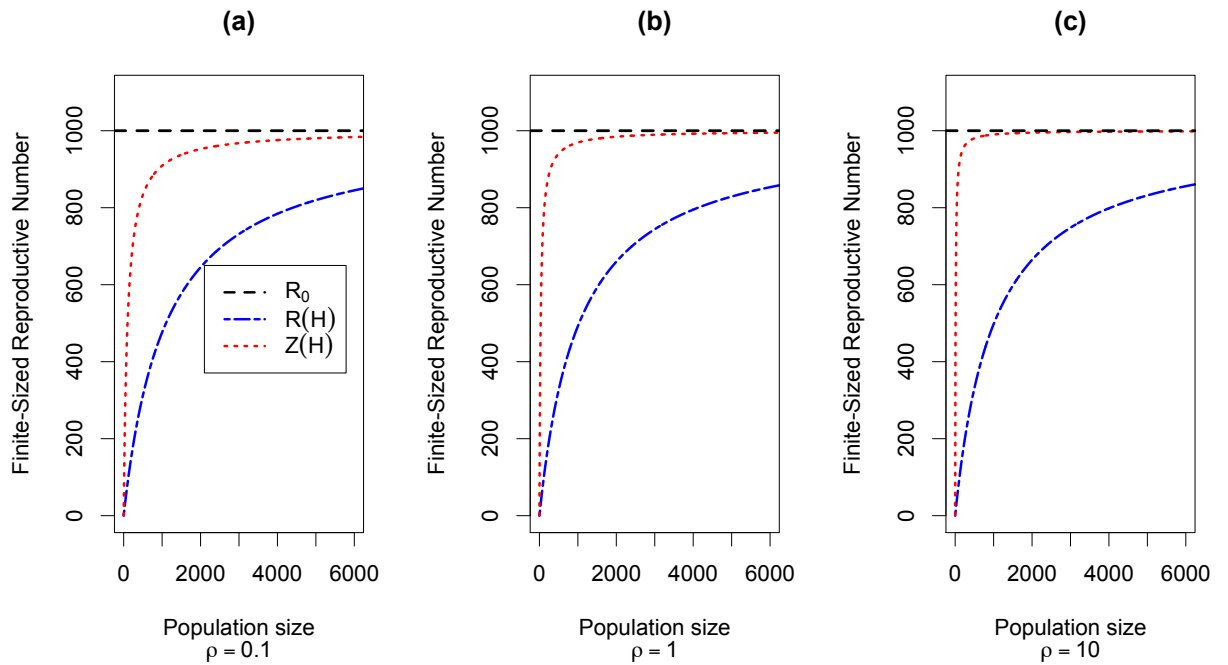 (a)
Finite-Sized Reproductive Number
1000
800
600
400
200
0
R₀
R(H)
Z(H)
0 2000 4000 6000
Population size
ρ = 0.1
(b)
Finite-Sized Reproductive Number
1000
800
600
400
200
0
0 2000 4000 6000
Population size
ρ = 1
(c)
Finite-Sized Reproductive Number
1000
800
600
400
200
0
0 2000 4000 6000
Population size
ρ = 10